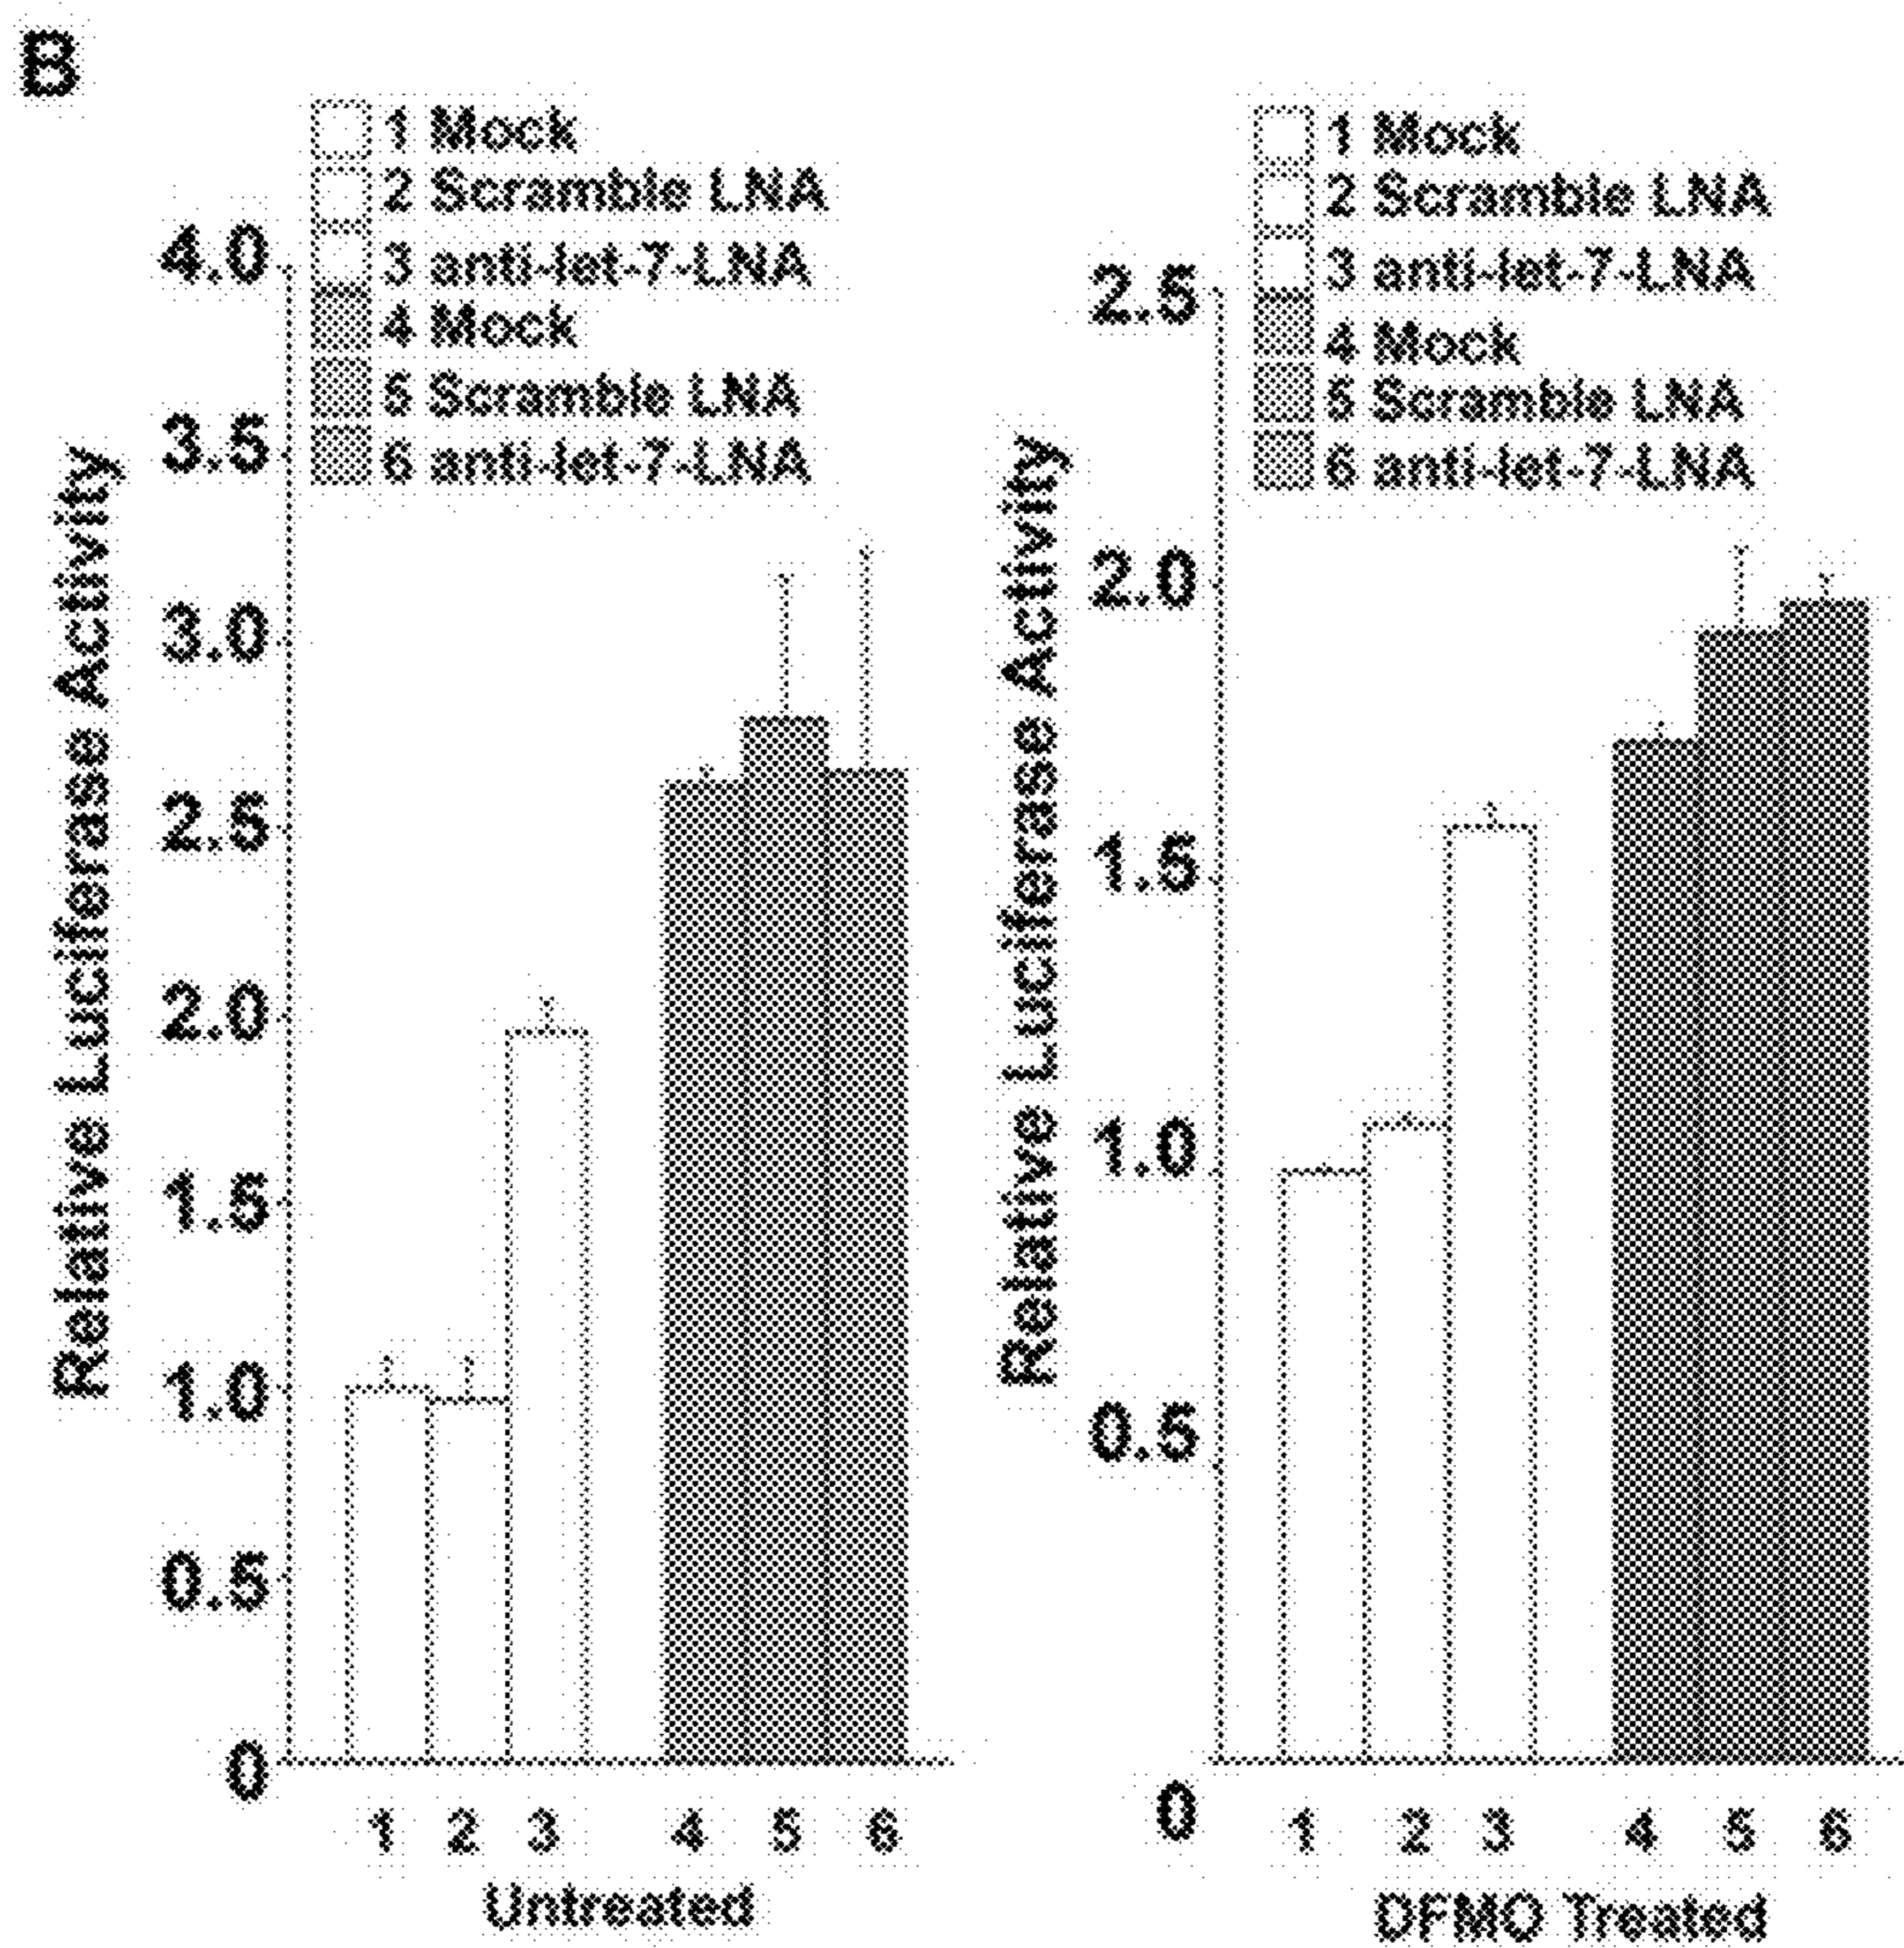 B
1 Mock
2 Scramble LNA
3 anti-let-7-LNA
4 Mock
5 Scramble LNA
6 anti-let-7-LNA
Relative Luciferase Activity
4.0
3.5
3.0
2.5
2.0
1.5
1.0
0.5
0
1 2 3 4 5 6
Untreated
1 Mock
2 Scramble LNA
3 anti-let-7-LNA
4 Mock
5 Scramble LNA
6 anti-let-7-LNA
Relative Luciferase Activity
2.5
2.0
1.5
1.0
0.5
0
1 2 3 4 5 6
DFMO Treated